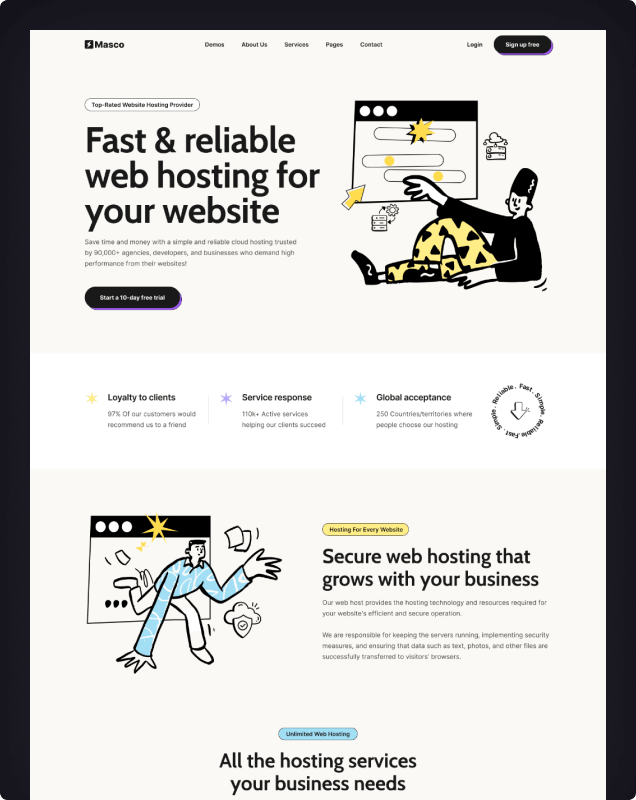 Masco
Demos
About Us
Services
Pages
Contact
Login
Sign up free
Top-Rated Website Hosting Provider
Fast & reliable
web hosting for
your website
Save time and money with a simple and reliable cloud hosting trusted
by 90,000+ agencies, developers, and businesses who demand high
performance from their websites!
Start a 10-day free trial
Loyalty to clients
97% Of our customers would
recommend us to a friend
Service response
110k+ Active services
helping our clients succeed
Global acceptance
250 Countries/territories where
people choose our hosting
Fast . Simple. Reliable.Fast . Simple. Reliable .
Hosting For Every Website
Secure web hosting that
grows with your business
Our web host provides the hosting technology and resources required for
your website's efficient and secure operation.
We are responsible for keeping the servers running, implementing security
measures, and ensuring that data such as text, photos, and other files are
successfully transferred to visitors' browsers.
Unlimited Web Hosting
All the hosting services
your business needs